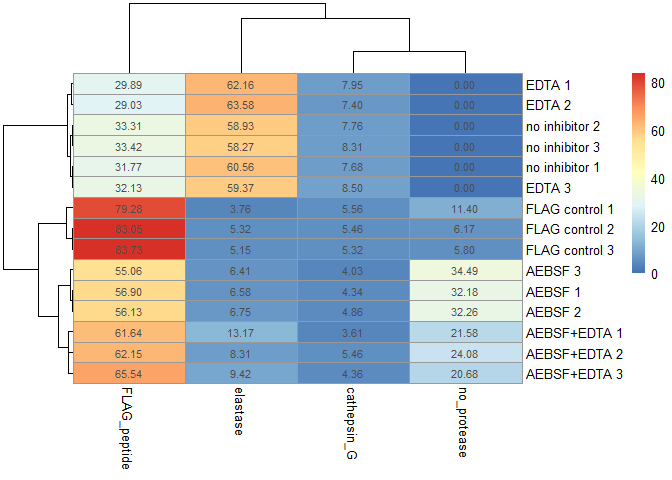 29.89 62.16 7.95 0.00 EDTA 1
29.03 63.58 7.40 0.00 EDTA 2
33.31 58.93 7.76 0.00 no inhibitor 2
33.42 58.27 8.31 0.00 no inhibitor 3
31.77 60.56 7.68 0.00 no inhibitor 1
32.13 59.37 8.50 0.00 EDTA 3
79.28 3.76 5.56 11.40 FLAG control 1
83.05 5.32 5.46 6.17 FLAG control 2
83.73 5.15 5.32 5.80 FLAG control 3
55.06 6.41 4.03 34.49 AEBSF 3
56.90 6.58 4.34 32.18 AEBSF 1
56.13 6.75 4.86 32.26 AEBSF 2
61.64 13.17 3.61 21.58 AEBSF+EDTA 1
62.15 8.31 5.46 24.08 AEBSF+EDTA 2
65.54 9.42 4.36 20.68 AEBSF+EDTA 3
FLAG_peptide
elastase
cathepsin_G
no_protease
80
60
40
20
0